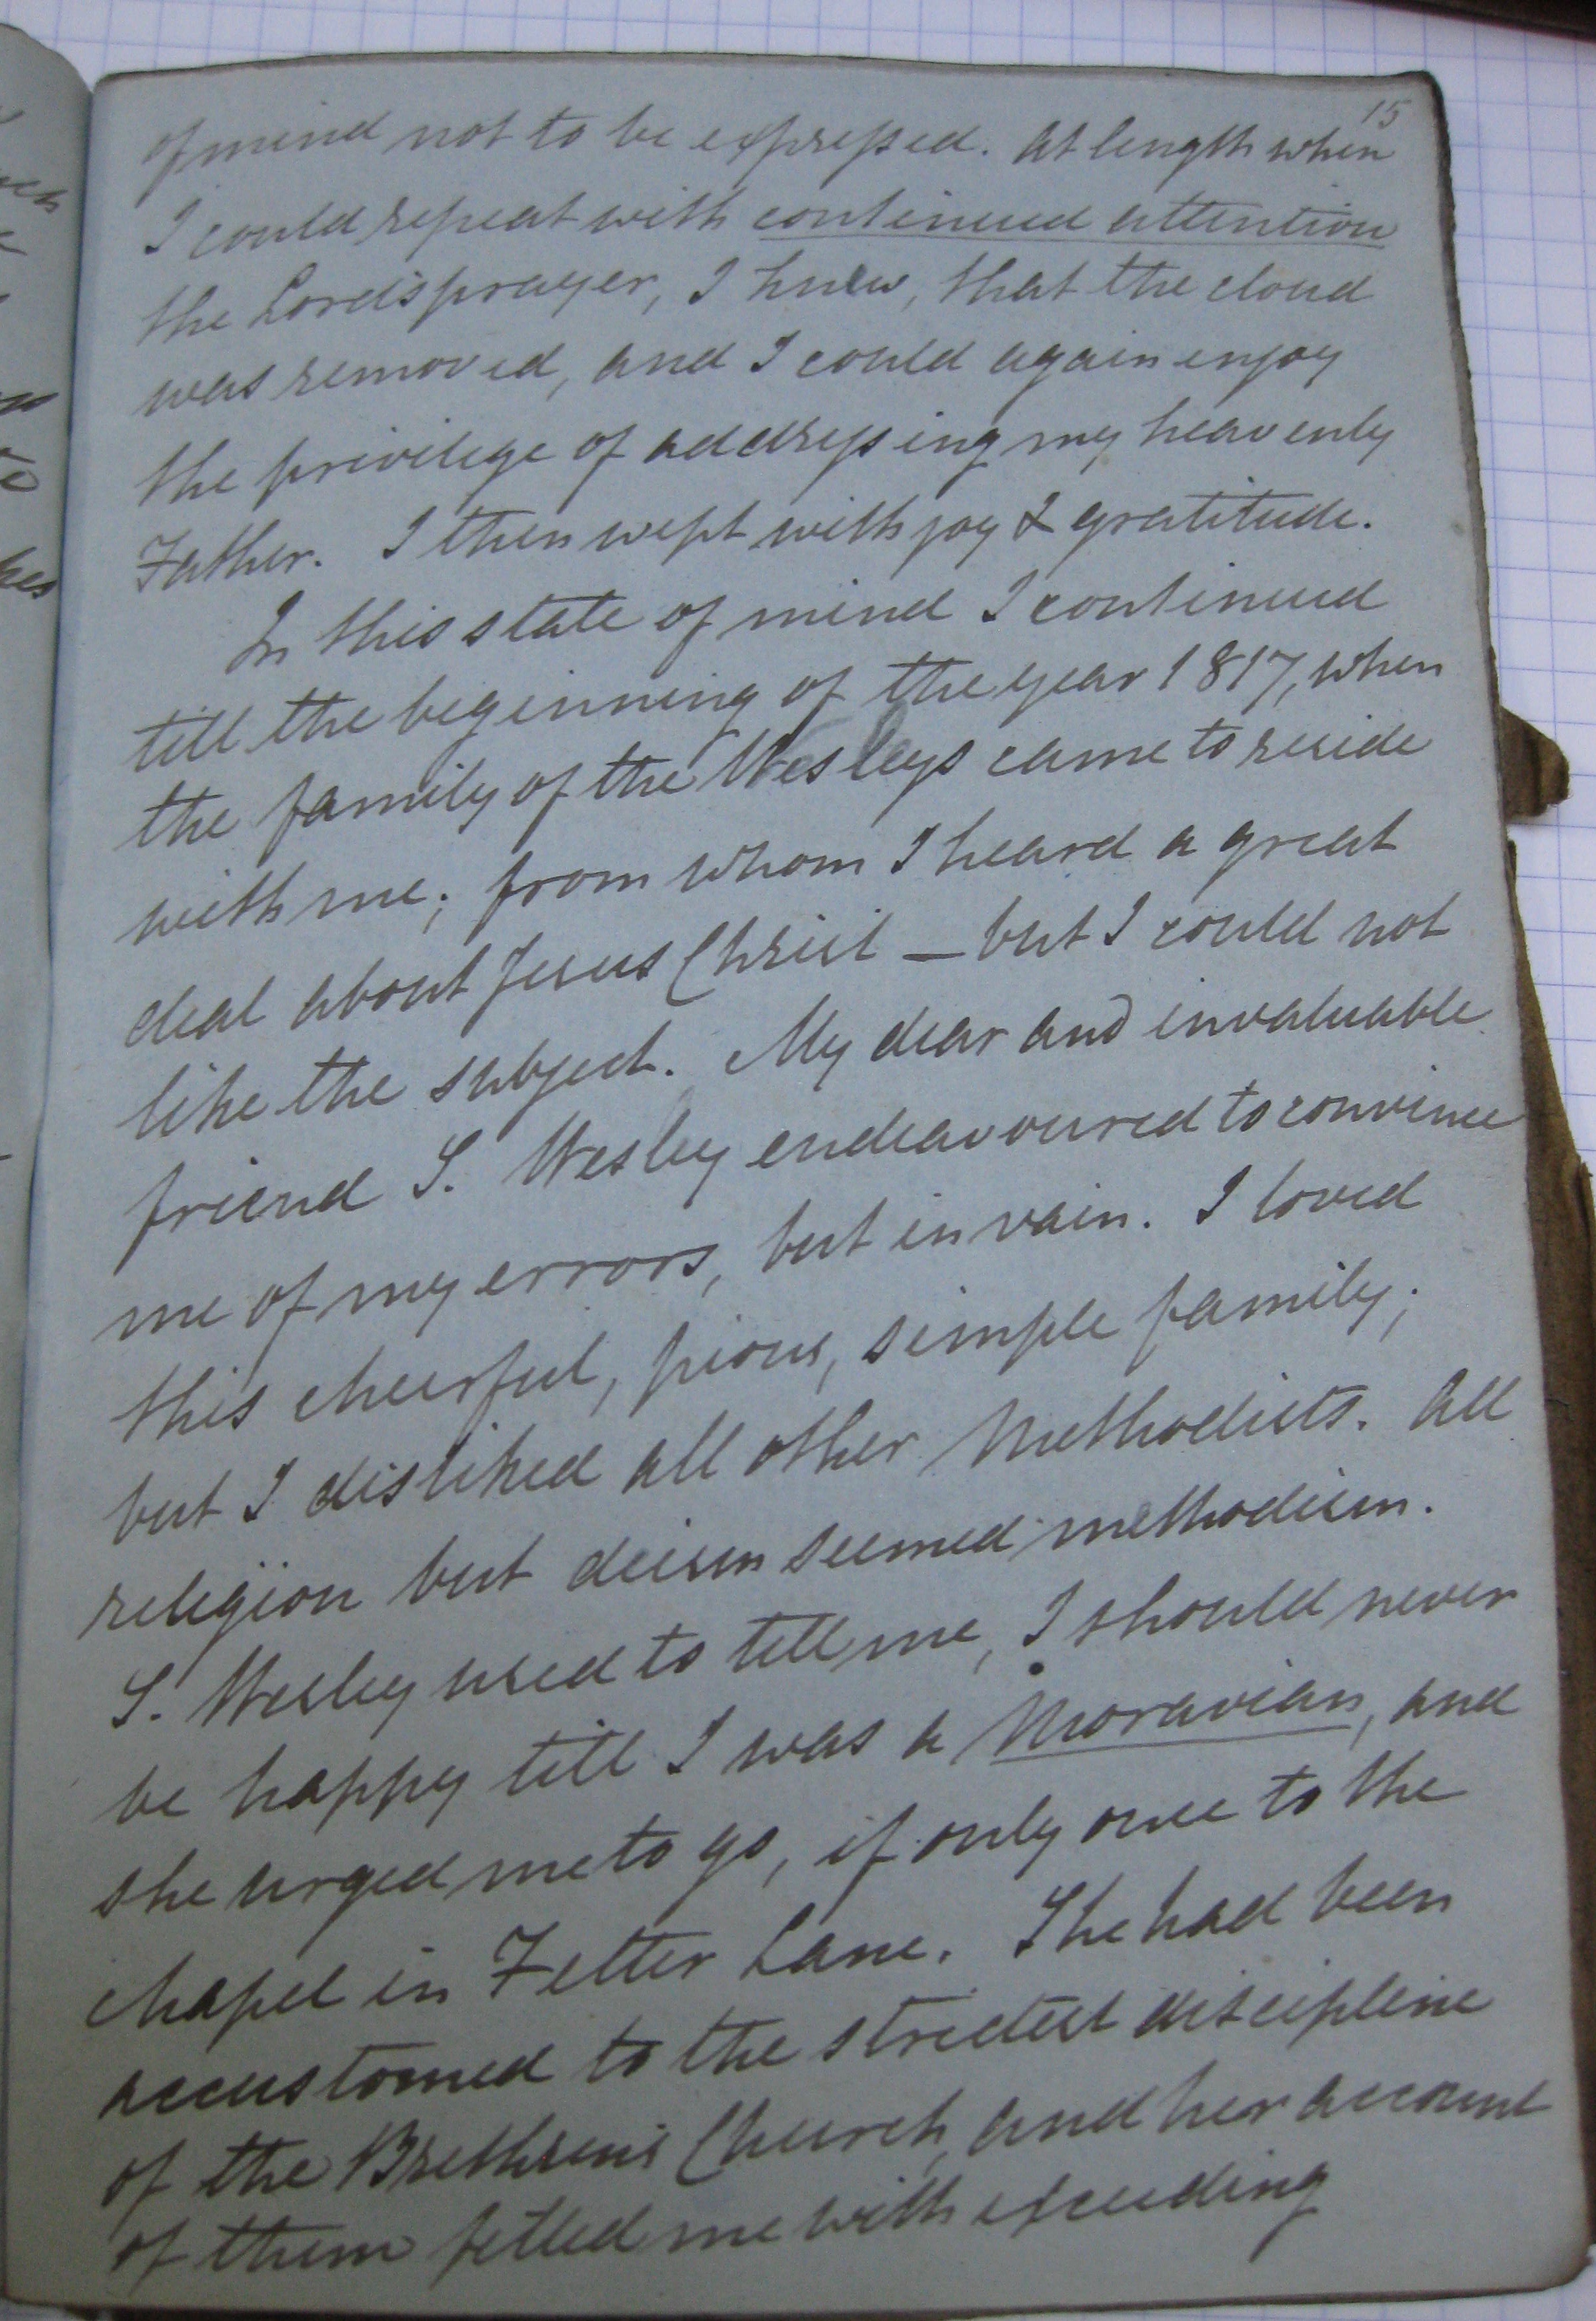 15
of mind not to be expressed. At length when
I could repeat with continued attention
the Lord's prayer, I knew, that the cloud
was removed, and I could again enjoy
the privilege of addressing my heavenly
Father. I then wept with joy & gratitude.
In this state of mind I continued
till the beginning of the year 1817, when
the family of the Wesleys came to reside
with me; from whom I heard a great
deal about Jesus Christ — but I could not
like the subject. My dear and invaluable
friend S. Wesley endeavoured to convince
me of my errors, but in vain. I loved
this cheerful, pious, simple family;
but I disliked all other Methodists. All
religion but deism seemed methodism.
S. Wesley used to tell me, I should never
be happy till I was a Moravian, and
she urged me to go, if only once to the
chapel in Fetter Lane. She had been
accustomed to the strictest discipline
of the Brethren's Church, and her account
of them filled me with exceeding